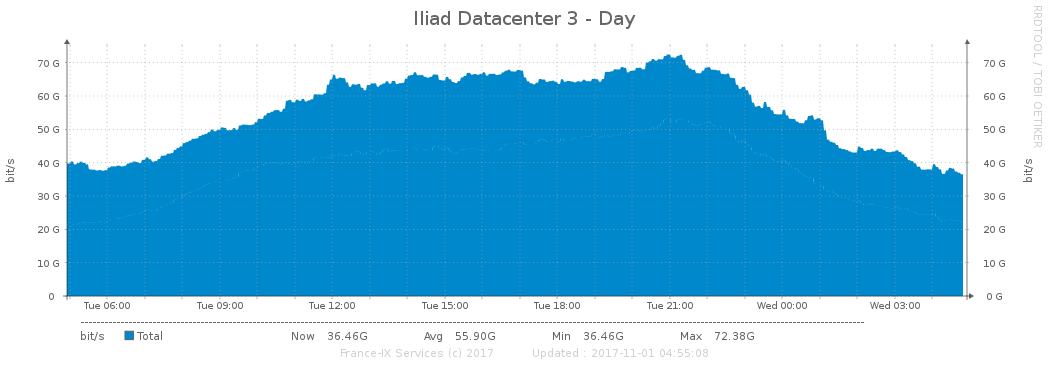 Iliad Datacenter 3 - Day
RRDTOOL / TOBI OETIKER
bit/s
bit/s
70 G 70 G
60 G 60 G
50 G 50 G
40 G 40 G
30 G 30 G
20 G 20 G
10 G 10 G
0 0 G
Tue 06:00 Tue 09:00 Tue 12:00 Tue 15:00 Tue 18:00 Tue 21:00 Wed 00:00 Wed 03:00
bit/s Total Now 36.46G Avg 55.90G Min 36.46G Max 72.38G
France-IX Services (c) 2017 Updated : 2017-11-01 04:55:08